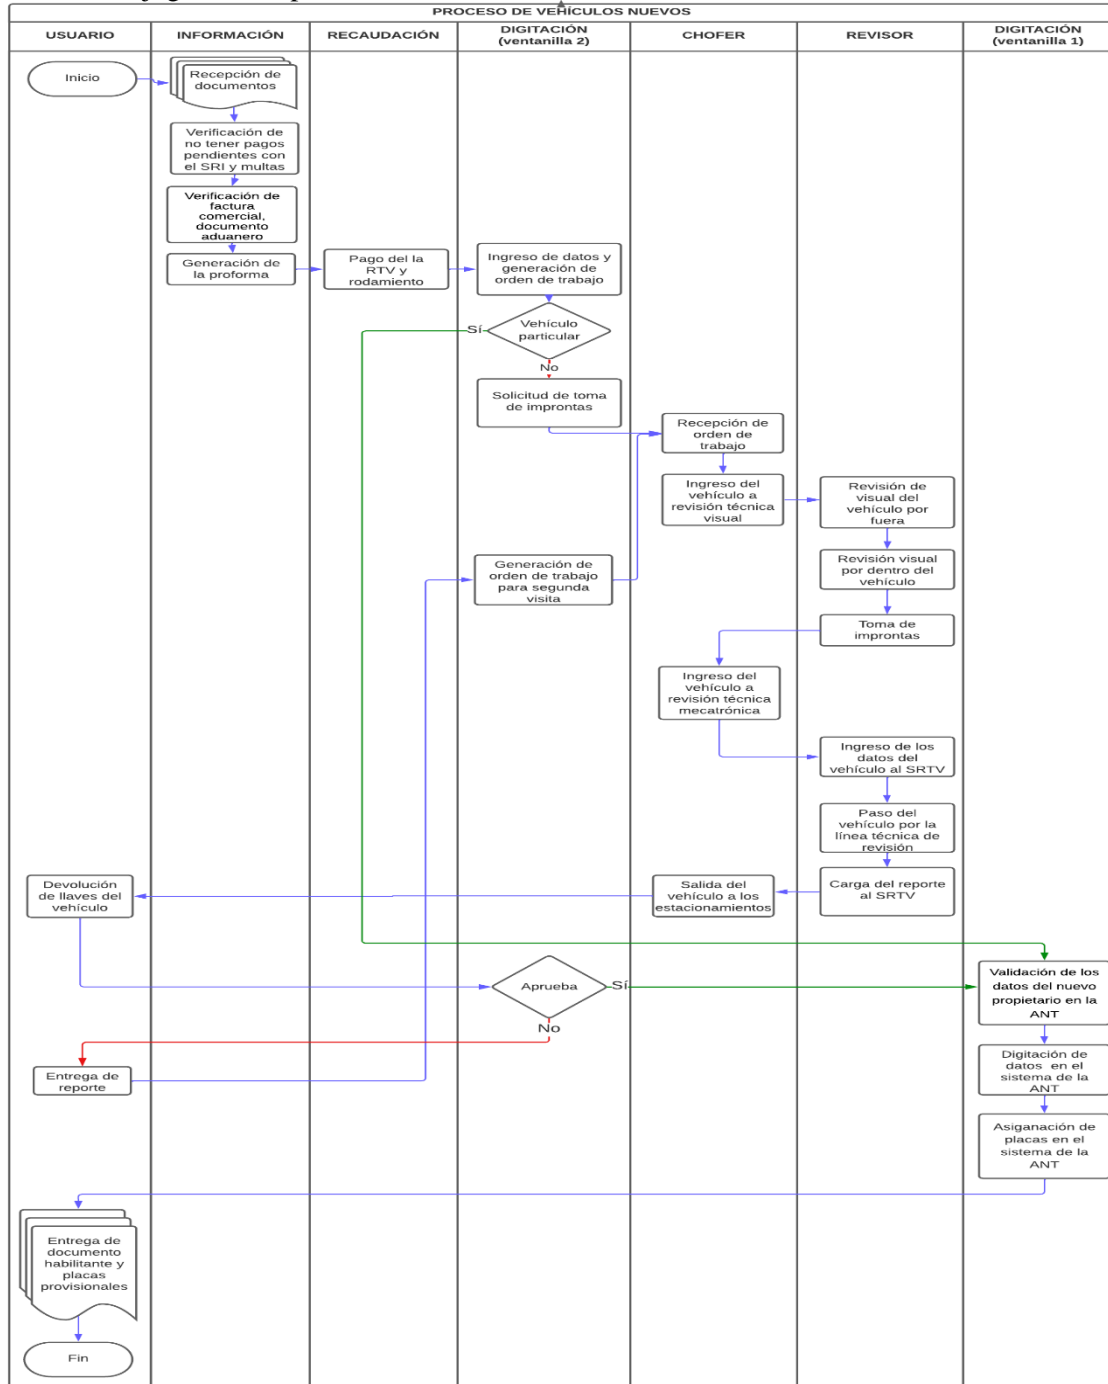 PROCESO DE VEHÍCULOS NUEVOS
USUARIO
INFORMACIÓN
RECAUDACIÓN
DIGITACIÓN
(ventanilla 2)
CHOFER
REVISOR
DIGITACIÓN
(ventanilla 1)
Inicio
Recepción de
documentos
Verificación de
no tener pagos
pendientes con
el SRI y multas
Verificación de
factura
comercial,
documento
aduanero
Generación de
la proforma
Pago del la
RTV y
rodamiento
Ingreso de datos y
generación de
orden de trabajo
Vehículo
particular
Sí
No
Solicitud de toma
de improntas
Recepción de
orden de
trabajo
Ingreso del
vehículo a
revisión técnica
visual
Revisión de
visual del
vehículo por
fuera
Revisión visual
por dentro del
vehículo
Generación de
orden de trabajo
para segunda
visita
Toma de
improntas
Ingreso del
vehículo a
revisión técnica
mecatrónica
Ingreso de los
datos del
vehículo al SRTV
Paso del
vehículo por la
línea técnica de
revisión
Carga del reporte
al SRTV
Salida del
vehículo a los
estacionamientos
Devolución
de llaves del
vehículo
Aprueba
Sí
No
Validación de los
datos del nuevo
propietario en la
ANT
Entrega de
reporte
Digitación de
datos en el
sistema de la
ANT
Asiganación de
placas en el
sistema de la
ANT
Entrega de
documento
habilitante y
placas
provisionales
Fin